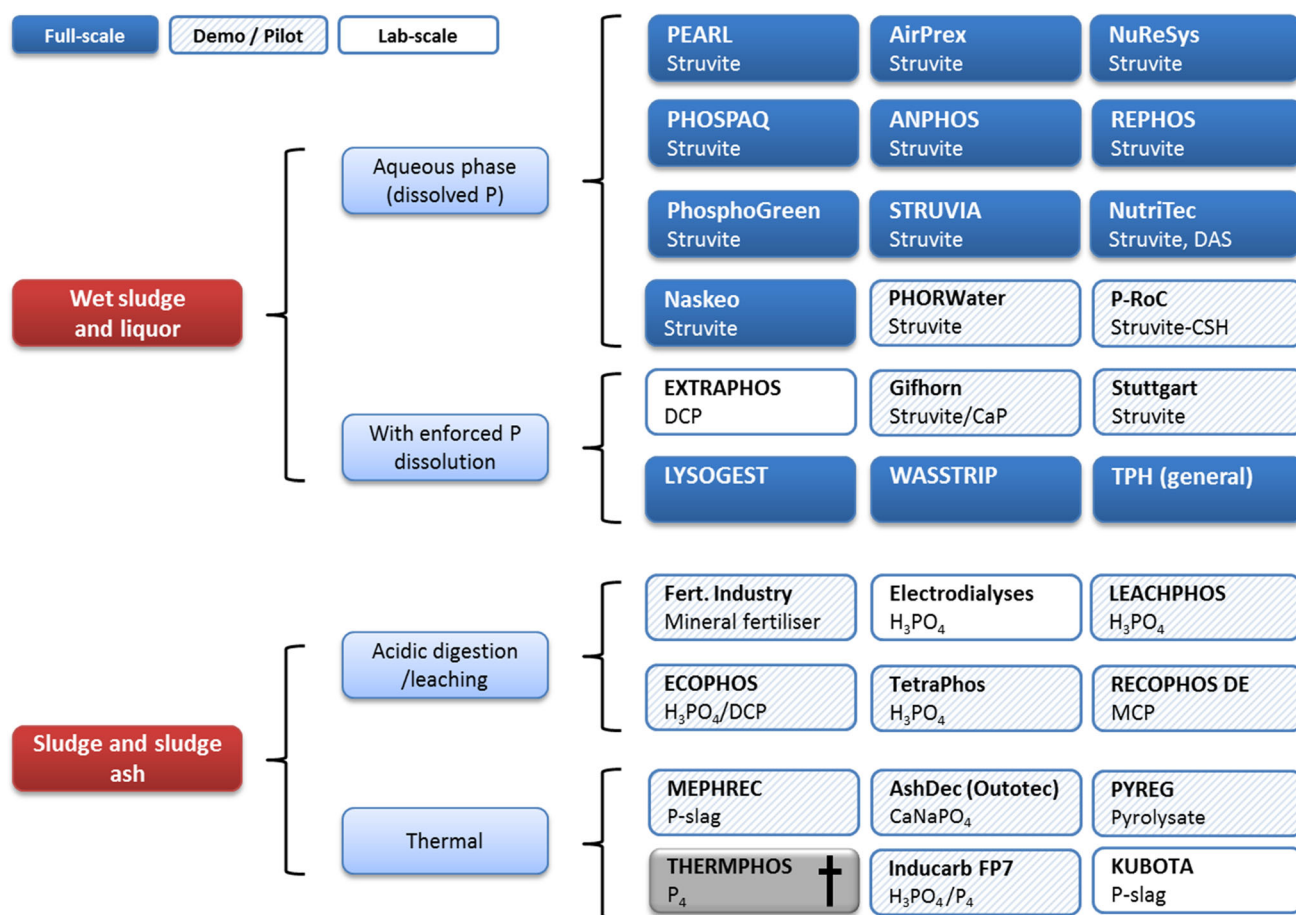 Full-scale
Demo / Pilot
Lab-scale
Wet sludge
and liquor
Aqueous phase
(dissolved P)
PEARL
Struvite
AirPrex
Struvite
NuReSys
Struvite
PHOSPAQ
Struvite
ANPHOS
Struvite
REPHOS
Struvite
PhosphoGreen
Struvite
STRUVIA
Struvite
NutriTec
Struvite, DAS
Naskeo
Struvite
PHORWater
Struvite
P-RoC
Struvite-CSH
With enforced P
dissolution
EXTRAPHOS
DCP
Gifhorn
Struvite/CaP
Stuttgart
Struvite
LYSOGEST
WASSTRIP
TPH (general)
Sludge and sludge
ash
Acidic digestion
/leaching
Fert. Industry
Mineral fertiliser
Electrodialyses
H₃PO₄
LEACHPHOS
H₃PO₄
ECOPHOS
H₃PO₄/DCP
TetraPhos
H₃PO₄
RECOPHOS DE
MCP
Thermal
MEPHREC
P-slag
AshDec (Outotec)
CaNaPO₄
PYREG
Pyrolysate
THERMPHOS
P₄
Inducarb FP7
H₃PO₄/P₄
KUBOTA
P-slag